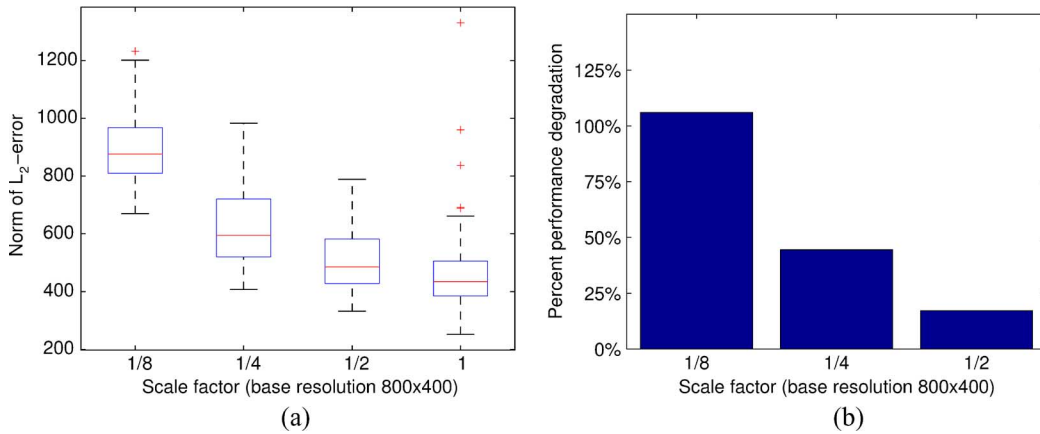 1200
1000
800
600
400
200
Norm of L₂-error
1/8 1/4 1/2 1
Scale factor (base resolution 800x400)
(a)
125%
100%
75%
50%
25%
0%
Percent performance degradation
1/8 1/4 1/2
Scale factor (base resolution 800x400)
(b)